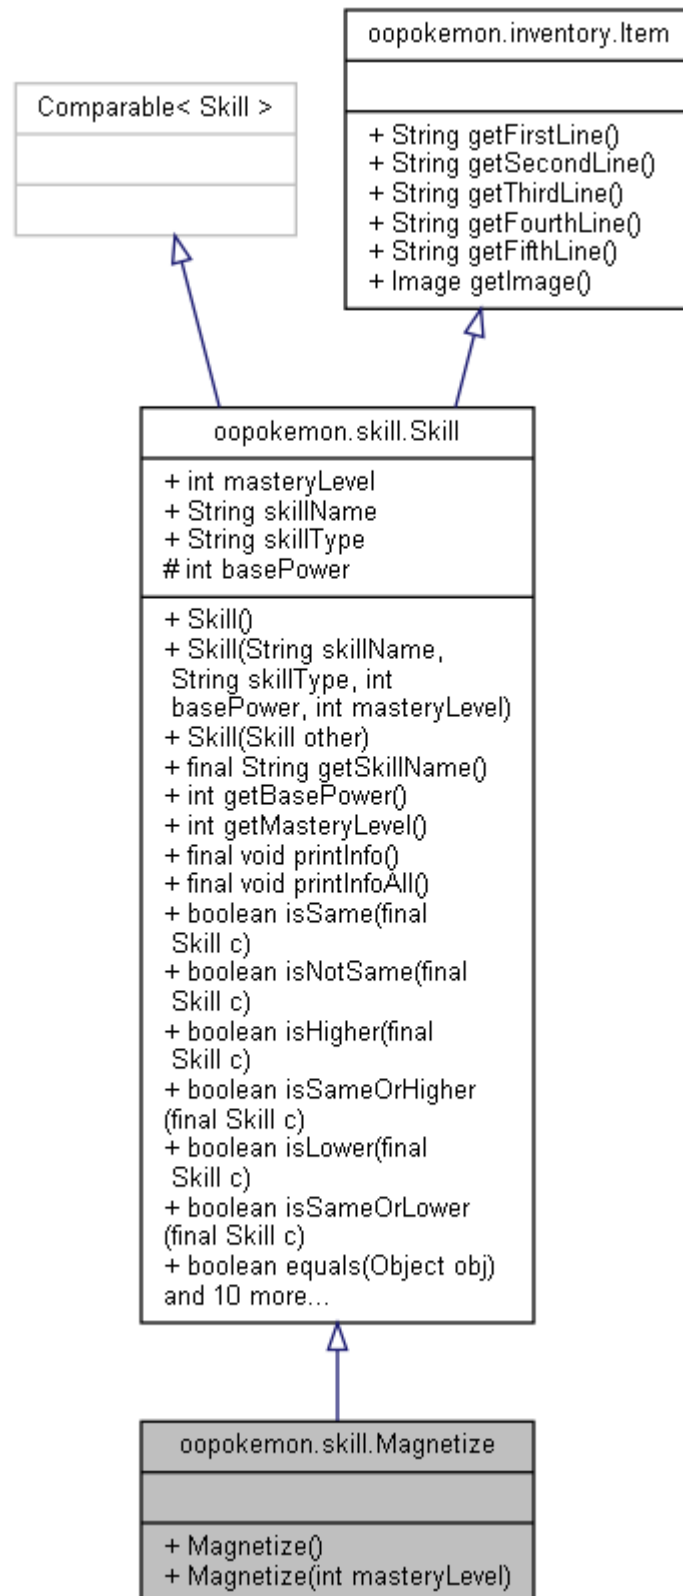 oopokemon.inventory.Item
Comparable< Skill >
+ String getFirstLine()
+ String getSecondLine()
+ String getThirdLine()
+ String getFourthLine()
+ String getFifthLine()
+ Image getImage()
oopokemon.skill.Skill
+ int masteryLevel
+ String skillName
+ String skillType
# int basePower
+ Skill()
+ Skill(String skillName,
String skillType, int
basePower, int masteryLevel)
+ Skill(Skill other)
+ final String getSkillName()
+ int getBasePower()
+ int getMasteryLevel()
+ final void printInfo()
+ final void printInfoAll()
+ boolean isSame(final
Skill c)
+ boolean isNotSame(final
Skill c)
+ boolean isHigher(final
Skill c)
+ boolean isSameOrHigher
(final Skill c)
+ boolean isLower(final
Skill c)
+ boolean isSameOrLower
(final Skill c)
+ boolean equals(Object obj)
and 10 more...
oopokemon.skill.Magnetize
+ Magnetize()
+ Magnetize(int masteryLevel)